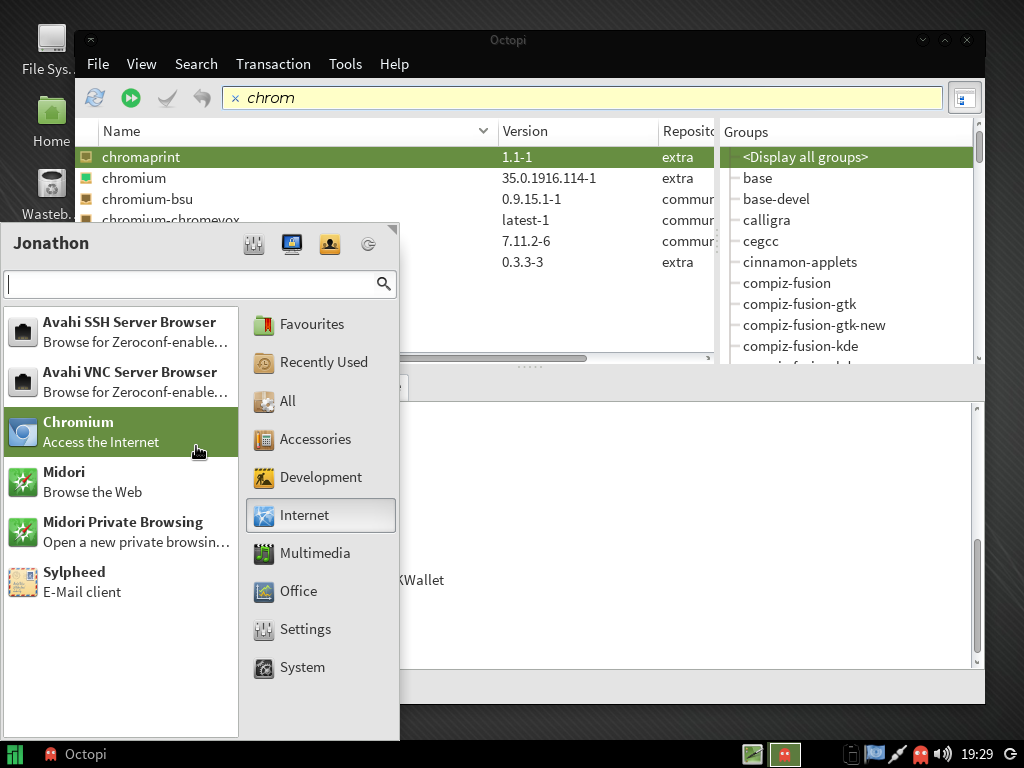 Octopi
File Sys..
File View Search Transaction Tools Help
chrom
Home
Name Version Reposito Groups
chromaprint 1.1-1 extra <Display all groups>
chromium 35.0.1916.114-1 extra base
chromium-bsu 0.9.15.1-1 commur base-devel
Wasteb.
chromium-chromevox latest-1 commur calligra
7.11.2-6 commur cegcc
0.3.3-3 extra cinnamon-applets
compiz-fusion
compiz-fusion-gtk
compiz-fusion-gtk-new
compiz-fusion-kde
Jonathon
Avahi SSH Server Browser
Browse for Zeroconf-enable...
Avahi VNC Server Browser
Browse for Zeroconf-enable...
Chromium
Access the Internet
Midori
Browse the Web
Midori Private Browsing
Open a new private browsin...
Sylpheed
E-Mail client
Favourites
Recently Used
All
Accessories
Development
Internet
Multimedia
Office
Settings
System
KWallet
Octopi 19:29